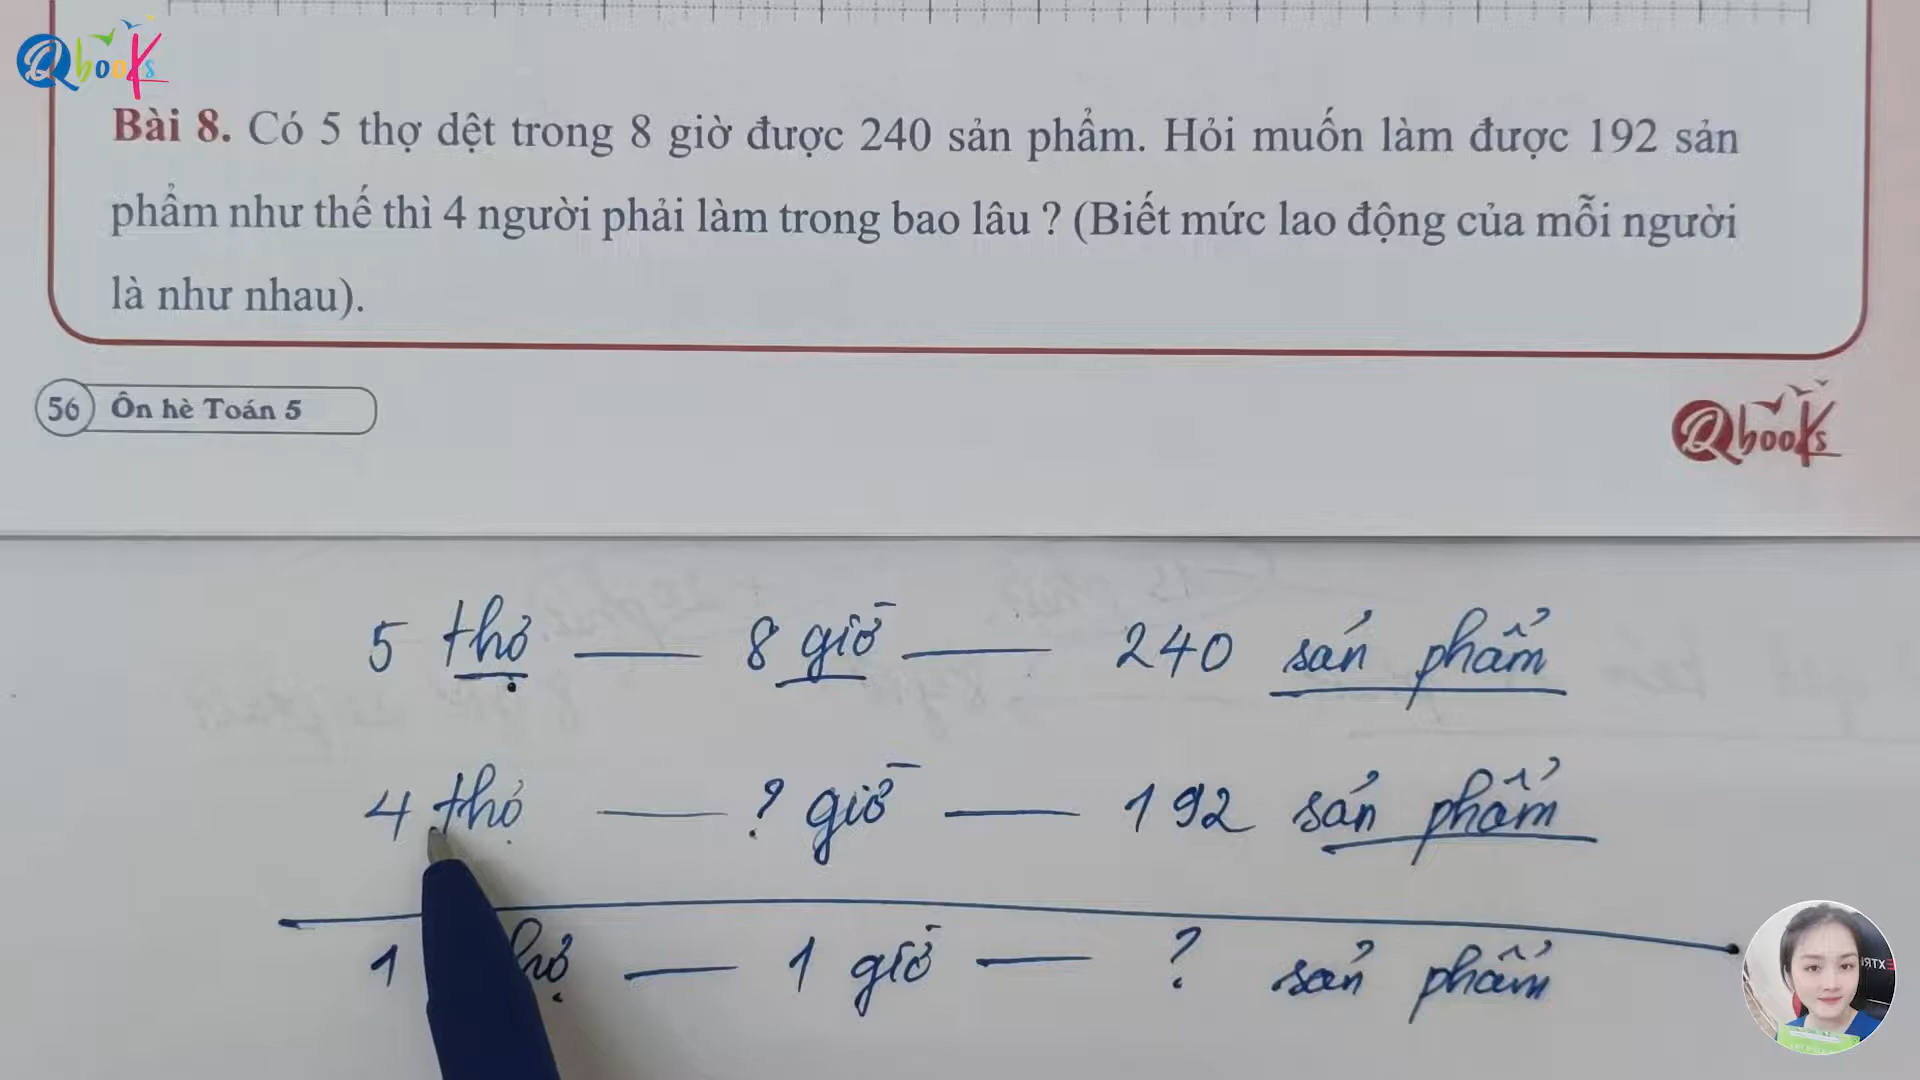 Qbooks
Bài 8. Có 5 thợ dệt trong 8 giờ được 240 sản phẩm. Hỏi muốn làm được 192 sản
phẩm như thế thì 4 người phải làm trong bao lâu ? (Biết mức lao động của mỗi người
là như nhau).
56 Ôn hè Toán 5
Qbooks
5 thợ — 8 giờ — 240 sản phẩm
4 thợ — ? giờ — 192 sản phẩm
1 — 1 giờ — ? sản phẩm